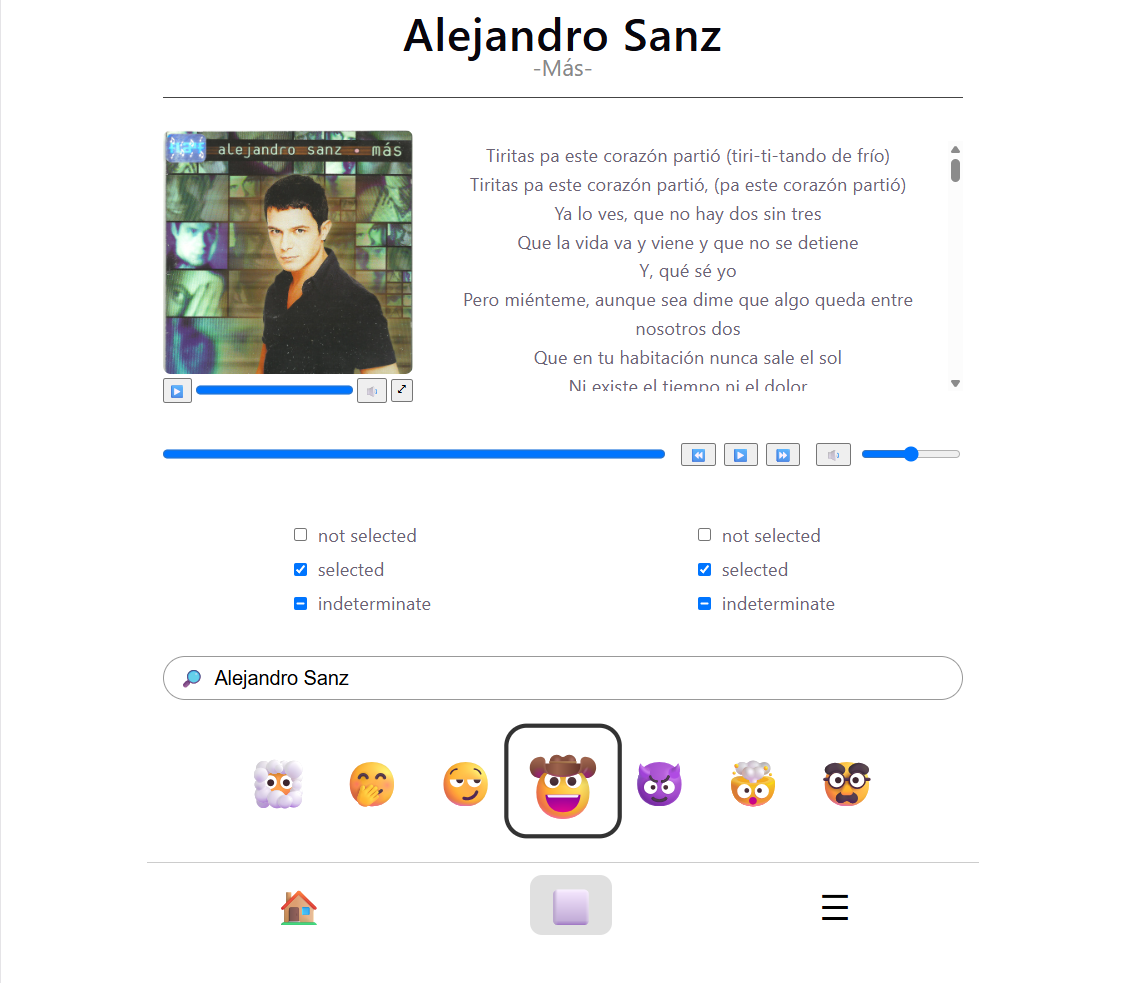 Alejandro Sanz
-Más-
alejandro sanz • más
Tiritas pa este corazón partió (tiri-ti-tando de frío)
Tiritas pa este corazón partió, (pa este corazón partió)
Ya lo ves, que no hay dos sin tres
Que la vida va y viene y que no se detiene
Y, qué sé yo
Pero miénteme, aunque sea dime que algo queda entre
nosotros dos
Que en tu habitación nunca sale el sol
Ni existe el tiempo ni el dolor
not selected
selected
indeterminate
not selected
selected
indeterminate
Alejandro Sanz